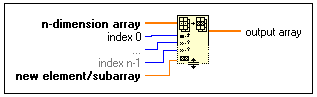 n-dimension array
index 0
...
index n-1
new element/subarray
output array